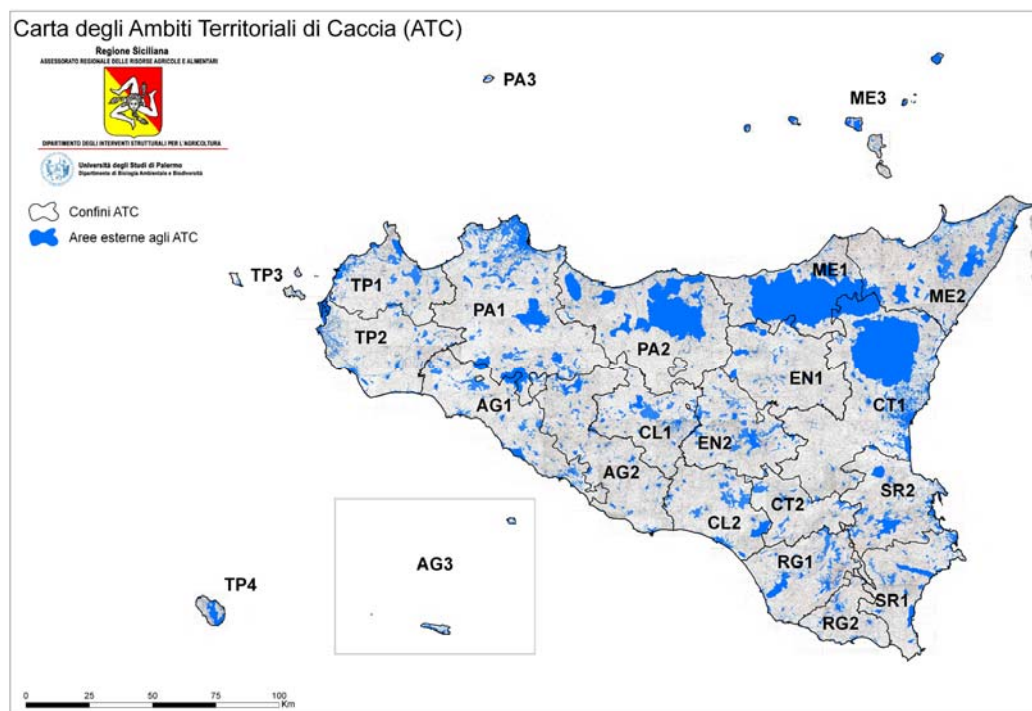 Carta degli Ambiti Territoriali di Caccia (ATC)
Regione Siciliana
ASSESSORATO REGIONALE DELLE RISORSE AGRICOLE E ALIMENTARI
DIPARTIMENTO DEGLI INTERVENTI STRUTTURALI PER L'AGRICOLTURA
Università degli Studi di Palermo
Dipartimento di Biologia Ambientale e Biodiversità
Confini ATC
Aree esterne agli ATC
PA3
ME3
TP3
TP1
ME1
ME2
PA1
TP2
PA2
EN1
AG1
CT1
CL1
EN2
AG2
SR2
CT2
CL2
AG3
RG1
TP4
SR1
RG2
0 25 50 75 100
Km